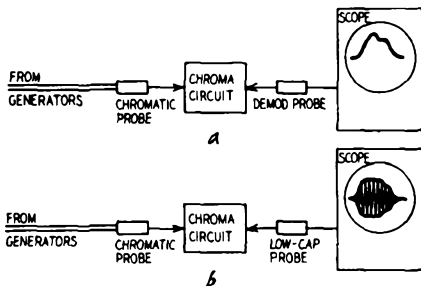 SCOPE
FROM
GENERATORS
CHROMATIC
PROBE
CHROMA
CIRCUIT
DEMOD PROBE
a
SCOPE
FROM
GENERATORS
CHROMATIC
PROBE
CHROMA
CIRCUIT
LOW-CAP
PROBE
b